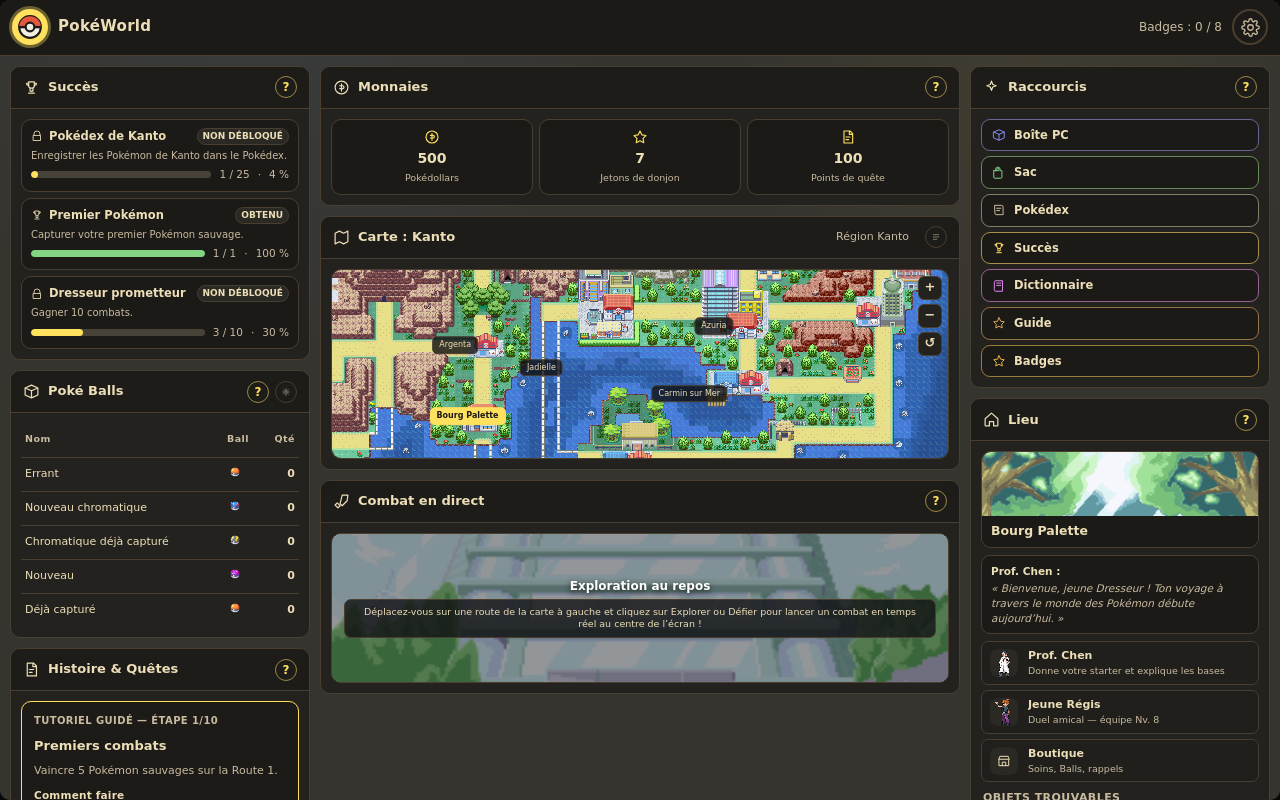 PokéWorld
Badges : 0 / 8
Succès
?
Pokédex de Kanto
NON DÉBLOQUÉ
Enregistrer les Pokémon de Kanto dans le Pokédex.
1 / 25 · 4 %
Premier Pokémon
OBTENU
Capturer votre premier Pokémon sauvage.
1 / 1 · 100 %
Dresseur prometteur
NON DÉBLOQUÉ
Gagner 10 combats.
3 / 10 · 30 %
Poké Balls
?
Nom Ball Qté
Errant 0
Nouveau chromatique 0
Chromatique déjà capturé 0
Nouveau 0
Déjà capturé 0
Histoire & Quêtes
?
TUTORIEL GUIDÉ — ÉTAPE 1/10
Premiers combats
Vaincre 5 Pokémon sauvages sur la Route 1.
Comment faire
Monnaies
?
500
Pokédollars
7
Jetons de donjon
100
Points de quête
Carte : Kanto
Région Kanto
Azuria
Argenta
Jadielle
Carmin sur Mer
Bourg Palette
+
−
↺
Combat en direct
?
Exploration au repos
Déplacez-vous sur une route de la carte à gauche et cliquez sur Explorer ou Défier pour lancer un combat en temps
réel au centre de l’écran !
Raccourcis
?
Boîte PC
Sac
Pokédex
Succès
Dictionnaire
Guide
Badges
Lieu
?
Bourg Palette
Prof. Chen :
« Bienvenue, jeune Dresseur ! Ton voyage à
travers le monde des Pokémon débute
aujourd’hui. »
Prof. Chen
Donne votre starter et explique les bases
Jeune Régis
Duel amical — équipe Nv. 8
Boutique
Soins, Balls, rappels
OBJETS TROUVABLES